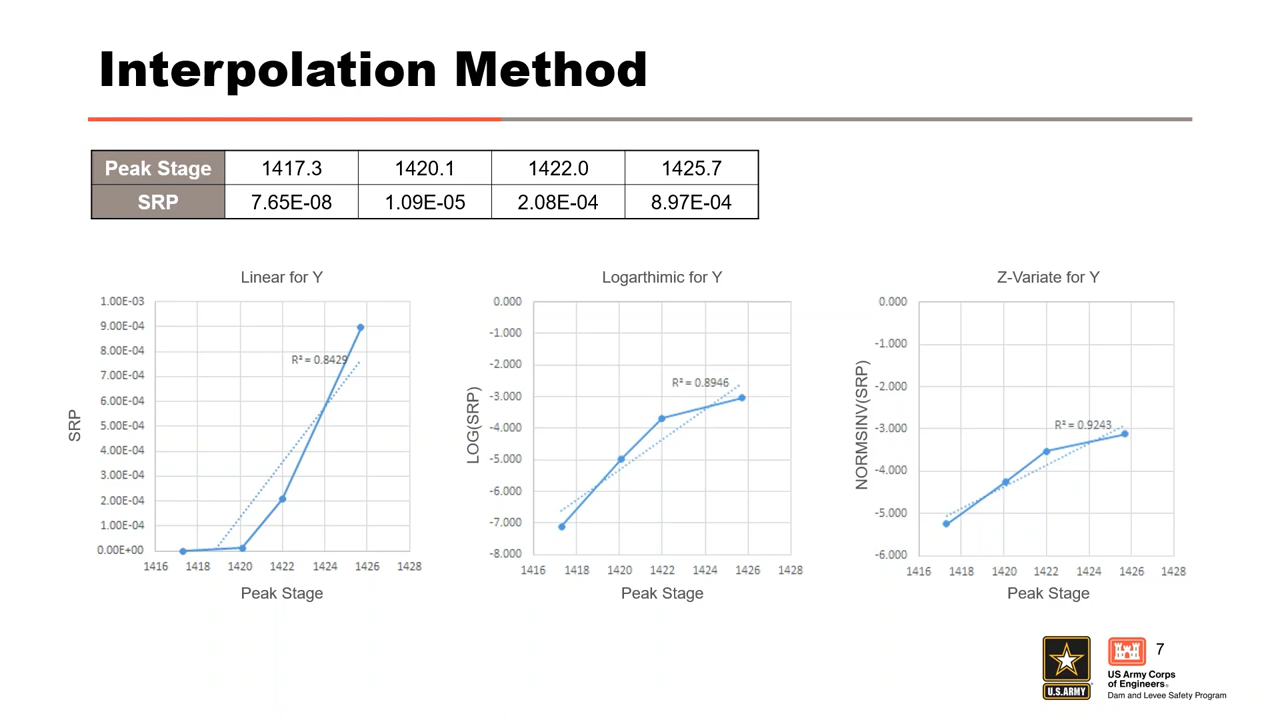 Interpolation Method
Peak Stage 1417.3 1420.1 1422.0 1425.7
SRP 7.65E-08 1.09E-05 2.08E-04 8.97E-04
Linear for Y
1.00E-03
9.00E-04
8.00E-04
7.00E-04
6.00E-04
5.00E-04
4.00E-04
3.00E-04
2.00E-04
1.00E-04
0.00E+00
SRP
R² = 0.8429
1416 1418 1420 1422 1424 1426 1428
Peak Stage
Logarthimic for Y
0.000
-1.000
-2.000
-3.000
-4.000
-5.000
-6.000
-7.000
-8.000
LOG(SRP)
R² = 0.8946
1416 1418 1420 1422 1424 1426 1428
Peak Stage
Z-Variate for Y
0.000
-1.000
-2.000
-3.000
-4.000
-5.000
-6.000
NORMSINV(SRP)
R² = 0.9243
1416 1418 1420 1422 1424 1426 1428
Peak Stage
U.S.ARMY
7
US Army Corps
of Engineers®
Dam and Levee Safety Program